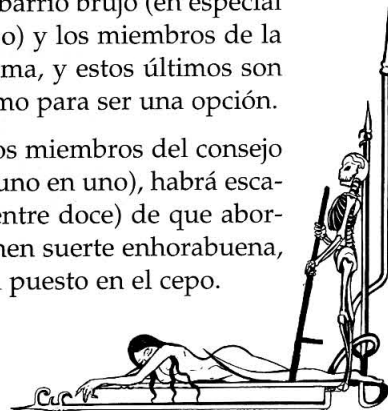 barrio brujo (en especial
o) y los miembros de la
ma, y estos últimos son
mo para ser una opción.
os miembros del consejo
uno en uno), habrá esca-
entre doce) de que abor-
nen suerte enhorabuena,
puesto en el cepo.